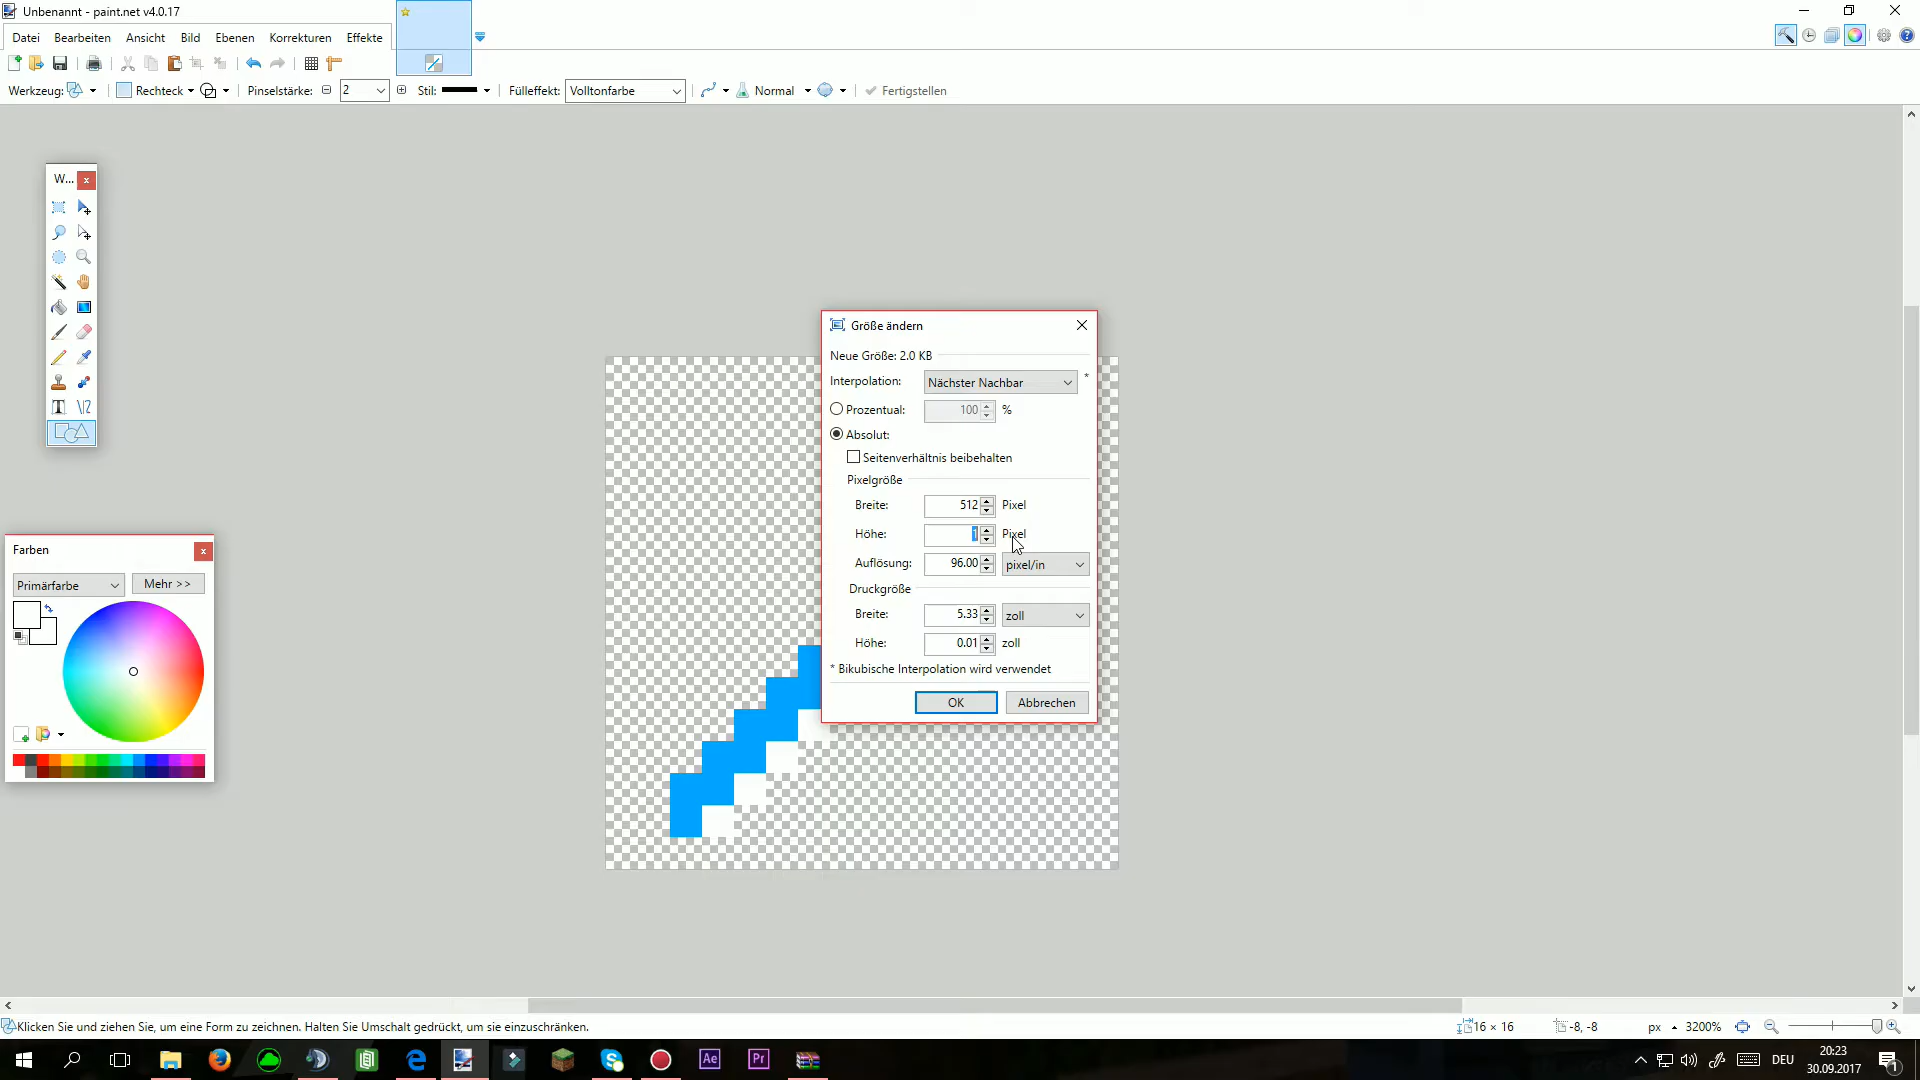 Unbenannt - paint.net v4.0.17
Datei Bearbeiten Ansicht Bild Ebenen Korrekturen Effekte
Werkzeug: Rechteck Pinselstärke: 2 Stil: Fülleffekt: Volltonfarbe Normal Fertigstellen
W...
Größe ändern
Neue Größe: 2.0 KB
Interpolation: Nächster Nachbar *
Prozentual: 100 %
Absolut:
Seitenverhältnis beibehalten
Pixelgröße
Breite: 512 Pixel
Höhe: 1 Pixel
Auflösung: 96.00 pixel/in
Druckgröße
Breite: 5.33 zoll
Höhe: 0.01 zoll
* Bikubische Interpolation wird verwendet
OK Abbrechen
Farben
Primärfarbe Mehr >>
Klicken Sie und ziehen Sie, um eine Form zu zeichnen. Halten Sie Umschalt gedrückt, um sie einzuschränken.
16 × 16 -8, -8 px 3200%
Ae Pr
DEU 20:23
30.09.2017
1